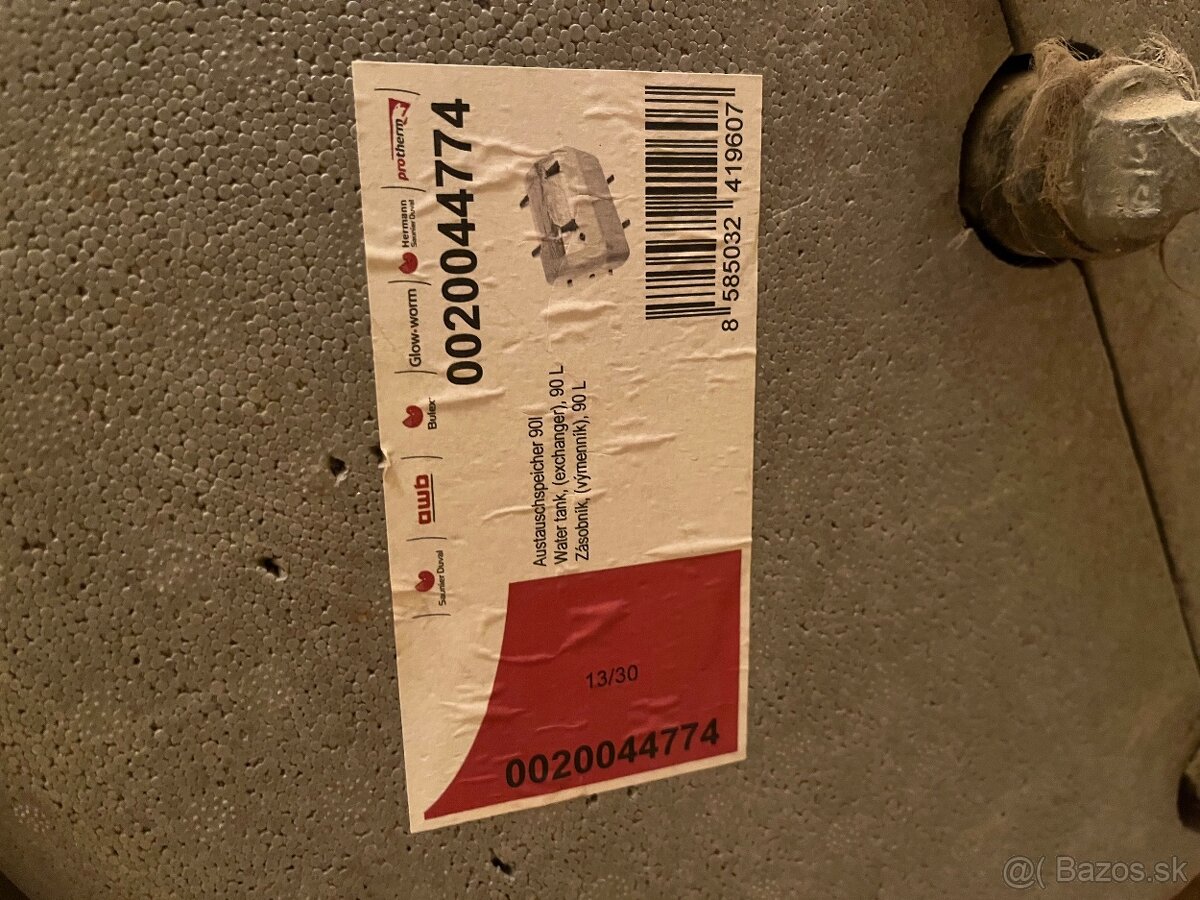 Saunier Duval
awb
Bulex
Glow-worm
Hermann
Saunier Duval
protherm
0020044774
Austauschspeicher 90l
Water tank, (exchanger), 90 L
Zásobník, (výmenník), 90 L
8 585032 419607
13/30
0020044774
@( Bazos.sk